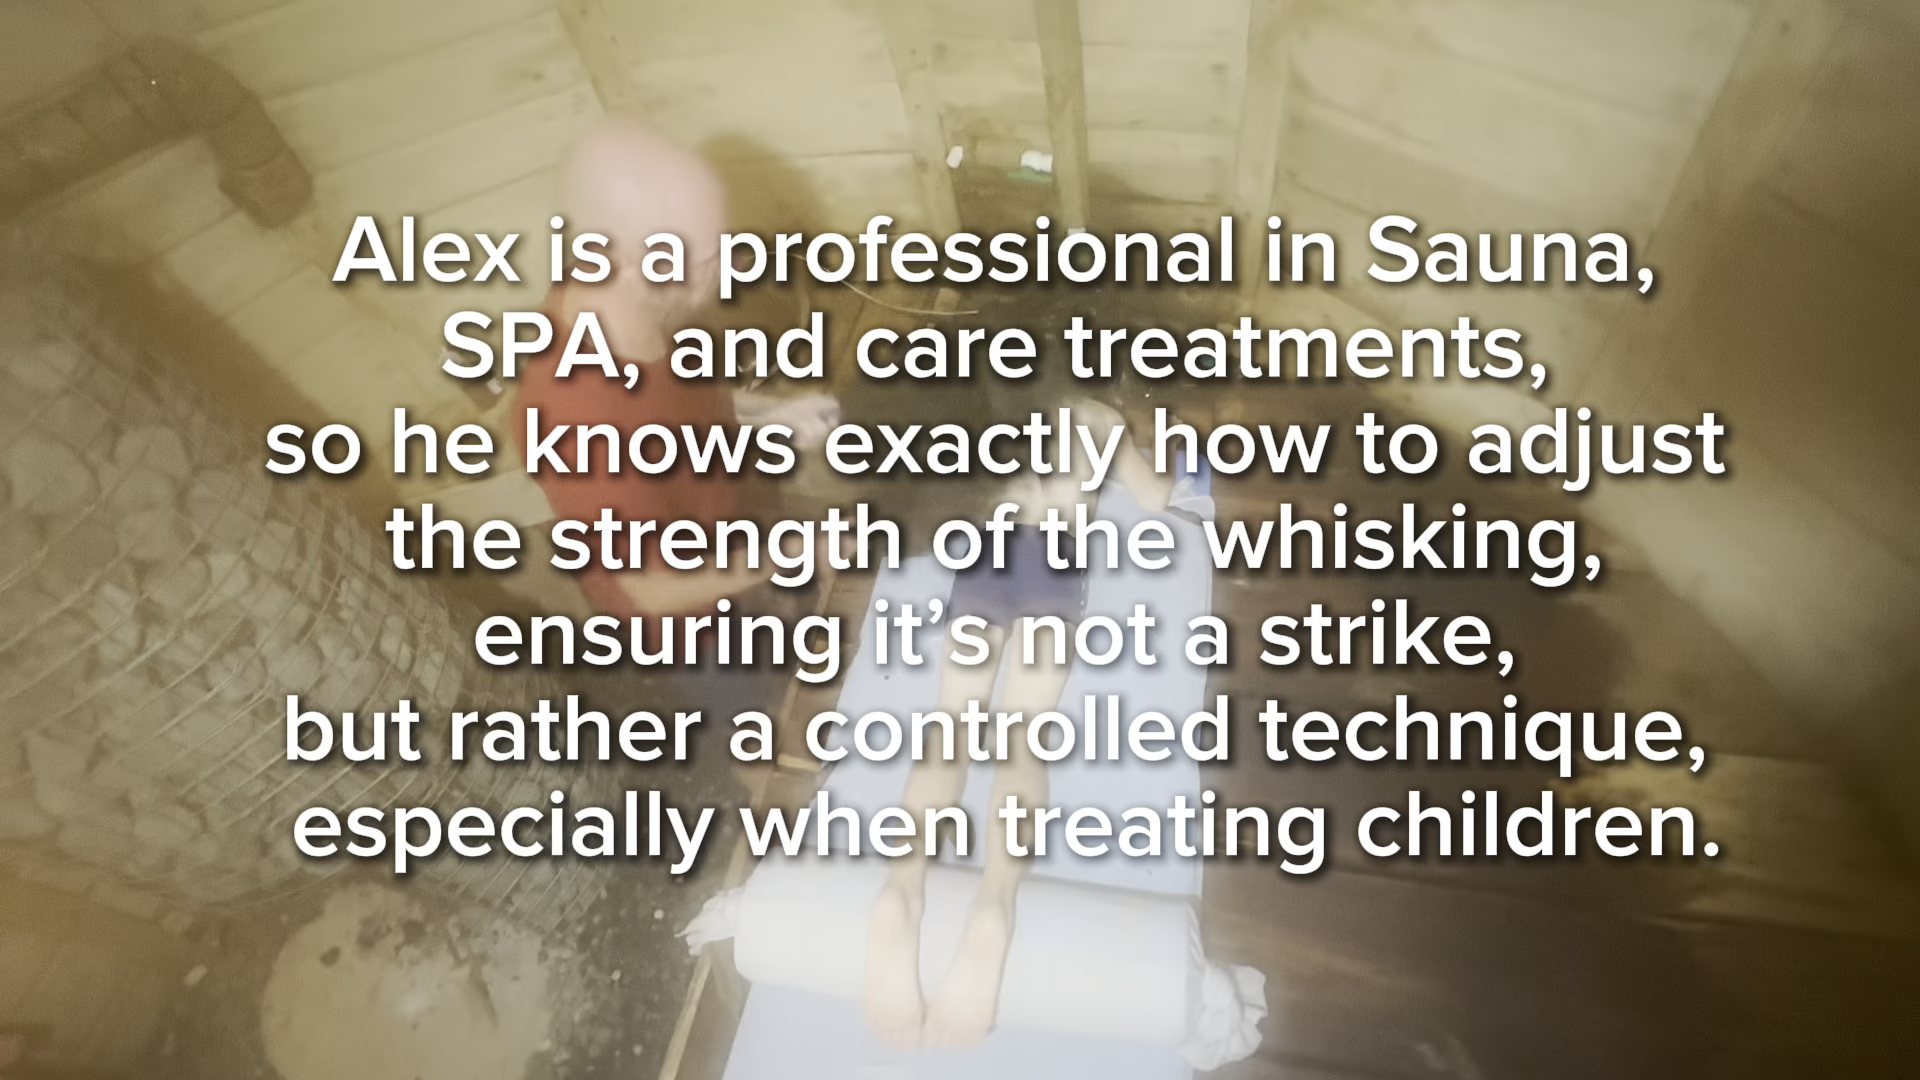 Alex is a professional in Sauna,
SPA, and care treatments,
so he knows exactly how to adjust
the strength of the whisking,
ensuring it’s not a strike,
but rather a controlled technique,
especially when treating children.